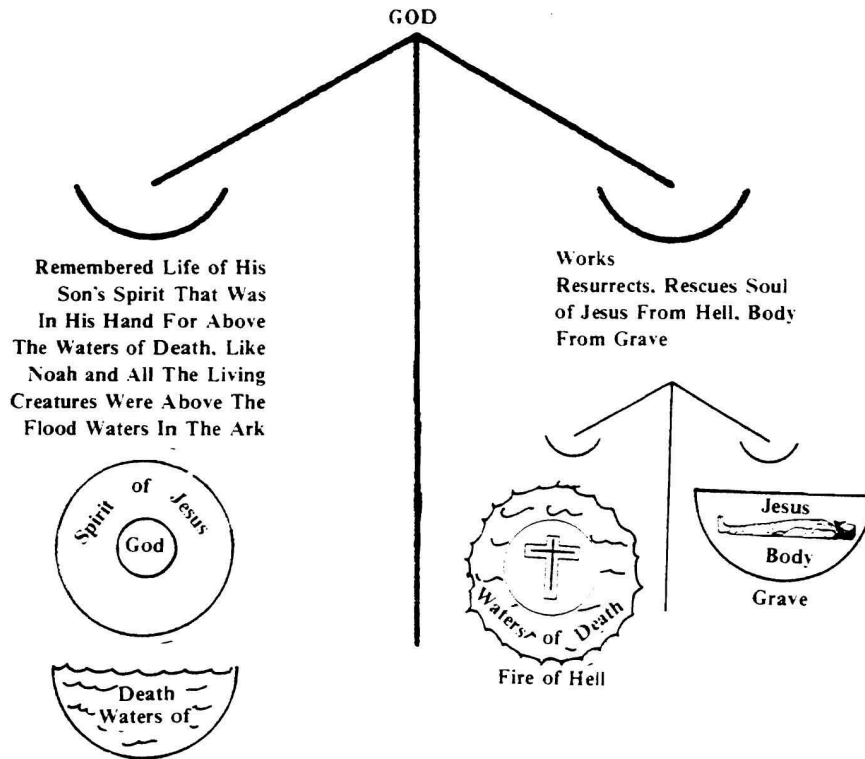 GOD
Remembered Life of His
Son's Spirit That Was
In His Hand For Above
The Waters of Death, Like
Noah and All The Living
Creatures Were Above The
Flood Waters In The Ark
Works
Resurrects, Rescues Soul
of Jesus From Hell, Body
From Grave
Spirit of Jesus
God
Death
Waters of
Waters of Death
Fire of Hell
Jesus
Body
Grave